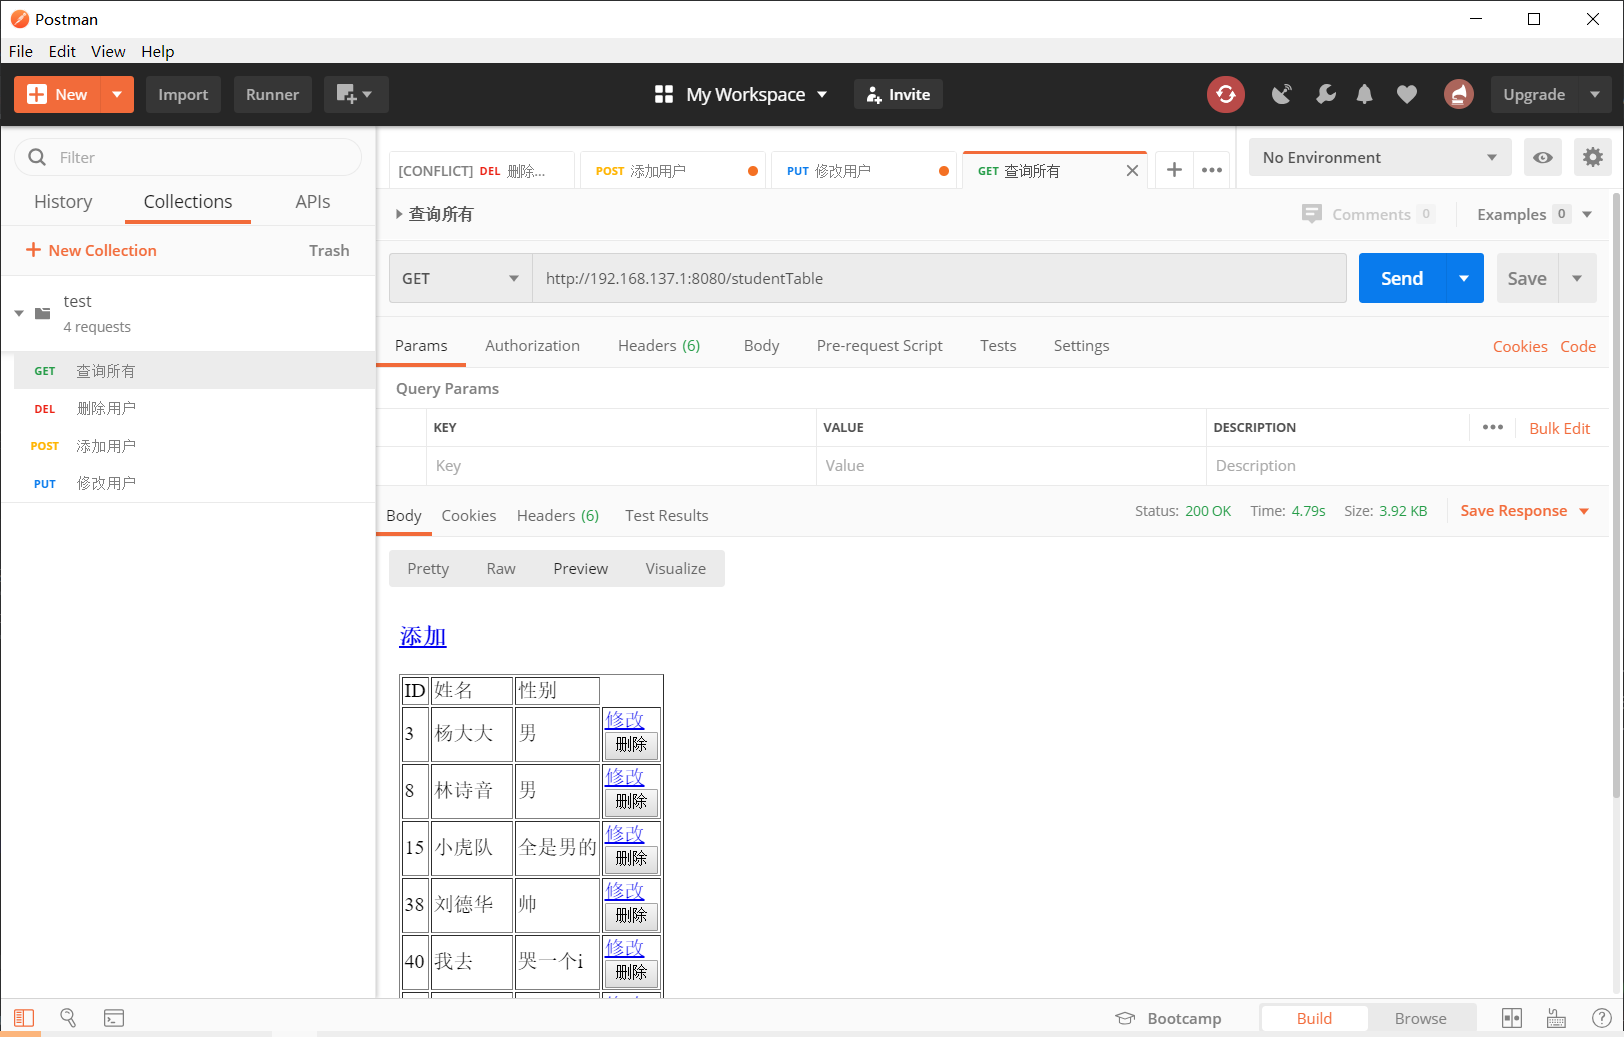 Postman
File Edit View Help
New Import Runner My Workspace Invite Upgrade
Filter
History Collections APIs
New Collection Trash
test
4 requests
GET 查询所有
DEL 删除用户
POST 添加用户
PUT 修改用户
[CONFLICT] DEL 删除... POST 添加用户 PUT 修改用户 GET 查询所有 No Environment
查询所有 Comments 0 Examples 0
GET http://192.168.137.1:8080/studentTable Send Save
Params Authorization Headers (6) Body Pre-request Script Tests Settings Cookies Code
Query Params
KEY VALUE DESCRIPTION Bulk Edit
Key Value Description
Body Cookies Headers (6) Test Results Status: 200 OK Time: 4.79s Size: 3.92 KB Save Response
Pretty Raw Preview Visualize
添加
ID 姓名 性别
3 杨大大 男 修改 删除
8 林诗音 男 修改 删除
15 小虎队 全是男的 修改 删除
38 刘德华 帅 修改 删除
40 我去 哭一个i 修改 删除
Bootcamp Build Browse